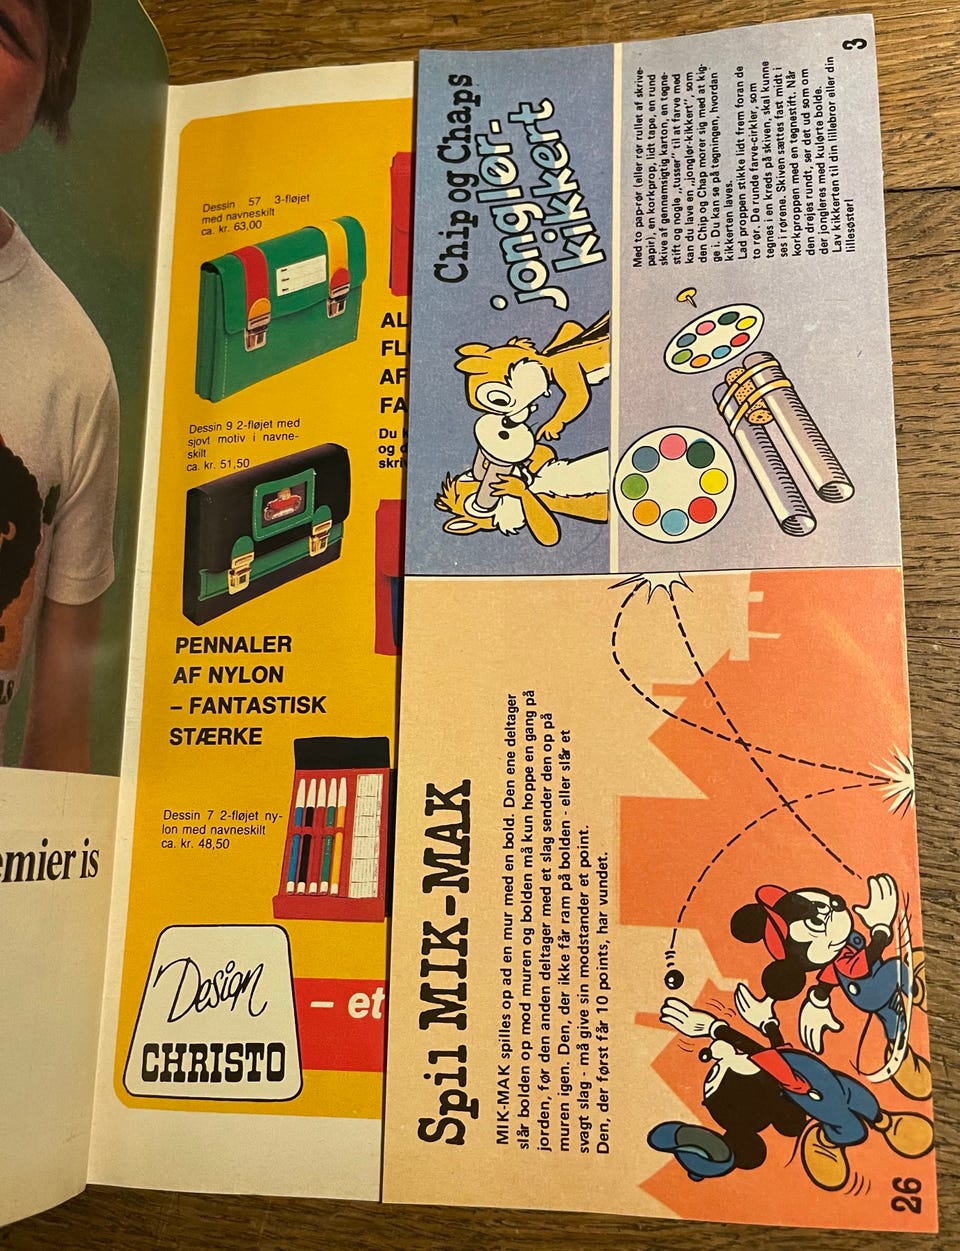 emier is
Dessin 57 3-fløjet
med navneskilt
ca. kr. 63,00
Dessin 9 2-fløjet med
sjovt motiv i navne-
skilt
ca. kr. 51,50
PENNALER
AF NYLON
– FANTASTISK
STÆRKE
Dessin 7 2-fløjet ny-
lon med navneskilt
ca. kr. 48,50
Design
CHRISTO
– et
AL
FL
AF
FA
Du k
og d
skri
Chip og Chaps
jonglør-
kikkert
Med to pap-rør (eller rør rullet af skrive-
papir), en korkprop, lidt tape, en rund
skive af gennemsigtig karton, en tegne-
stift og nogle „tusser” til at farve med
kan du lave en „jonglør-kikkert”, som
den Chip og Chap morer sig med at kig-
ge i. Du kan se på tegningen, hvordan
kikkerten laves.
Lad proppen stikke lidt frem foran de
to rør. De runde farve-cirkler, som
tegnes i en kreds på skiven, skal kunne
ses i rørene. Skiven sættes fast midt i
korkproppen med en tegnestift. Når
den drejes rundt, ser det ud som om
der jongleres med kulørte bolde.
Lav kikkerten til din lillebror eller din
lillesøster!
3
Spil MIK-MAK
MIK-MAK spilles op ad en mur med en bold. Den ene deltager
slår bolden op mod muren og bolden må kun hoppe en gang på
jorden, før den anden deltager med et slag sender den op på
muren igen. Den, der ikke får ram på bolden - eller slår et
svagt slag - må give sin modstander et point.
Den, der først får 10 points, har vundet.
26